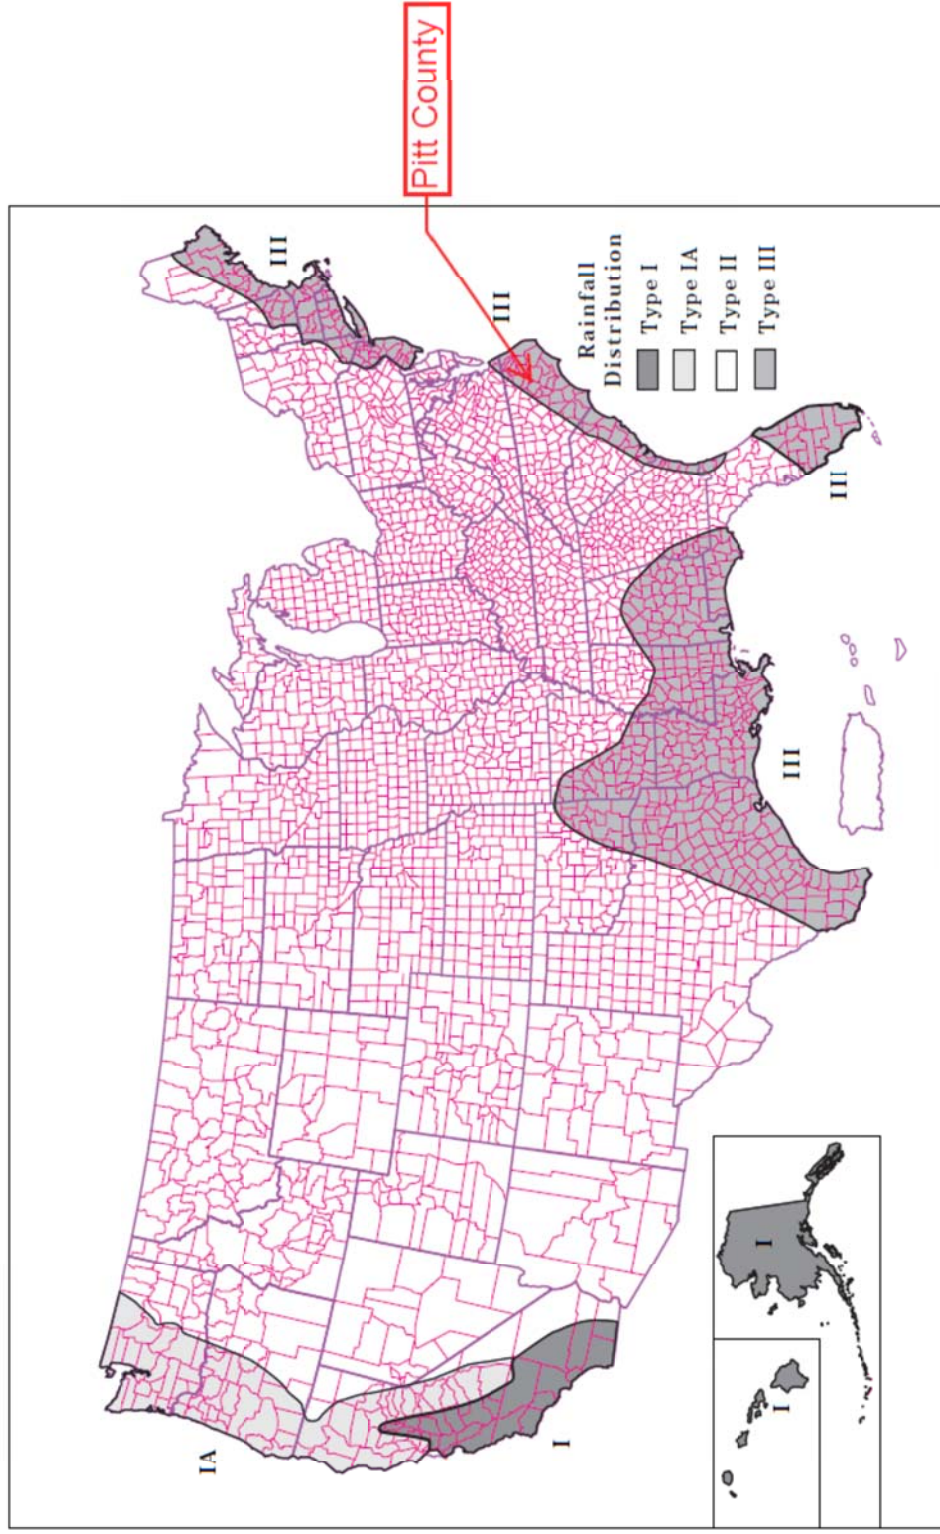 Pitt County
III
III
Rainfall
Distribution
Type I
Type IA
Type II
Type III
III
III
I
IA
I
I